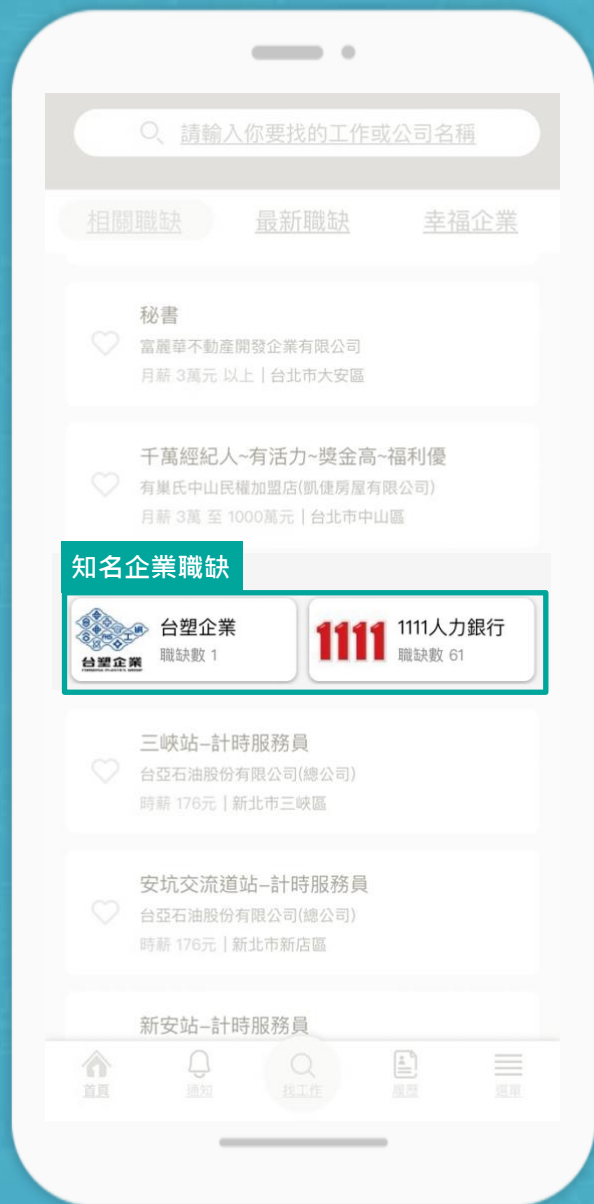 請輸入你要找的工作或公司名稱
相關職缺 最新職缺 幸福企業
秘書
富麗華不動產開發企業有限公司
月薪 3萬元 以上 | 台北市大安區
千萬經紀人~有活力~獎金高~福利優
有巢氏中山民權加盟店(凱倢房屋有限公司)
月薪 3萬 至 1000萬元 | 台北市中山區
知名企業職缺
台塑企業
台塑企業
職缺數 1
1111
1111人力銀行
職缺數 61
三峽站–計時服務員
台亞石油股份有限公司(總公司)
時薪 176元 | 新北市三峽區
安坑交流道站–計時服務員
台亞石油股份有限公司(總公司)
時薪 176元 | 新北市新店區
新安站–計時服務員
首頁 通知 找工作 履歷 選單